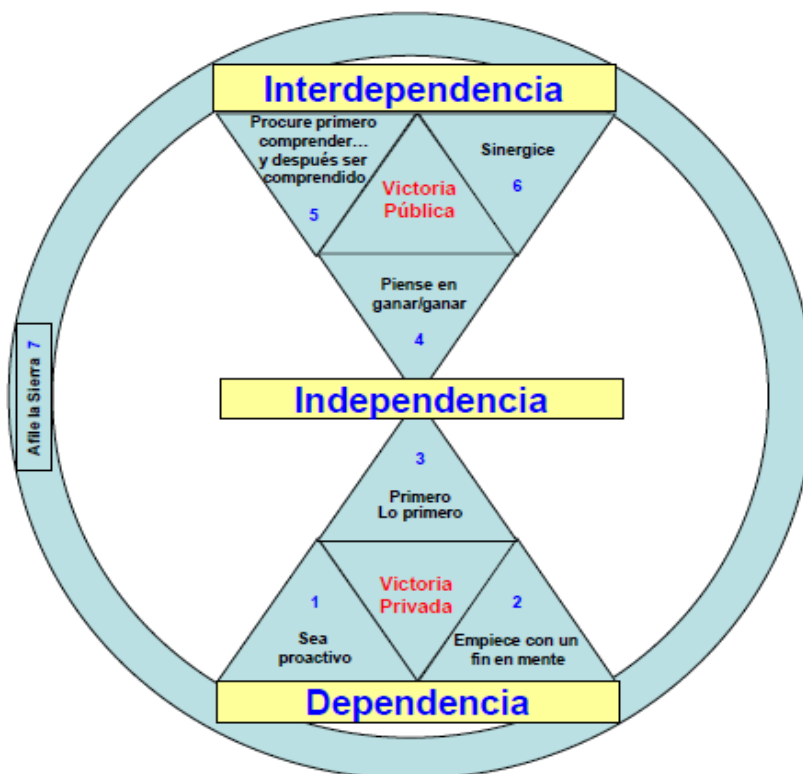 Interdependencia
Procure primero
comprender…
y después ser
comprendido
5
Victoria
Pública
Sinergice
6
Piense en
ganar/ganar
4
Afile la Sierra 7
Independencia
3
Primero
Lo primero
1
Sea
proactivo
Victoria
Privada
2
Empiece con un
fin en mente
Dependencia